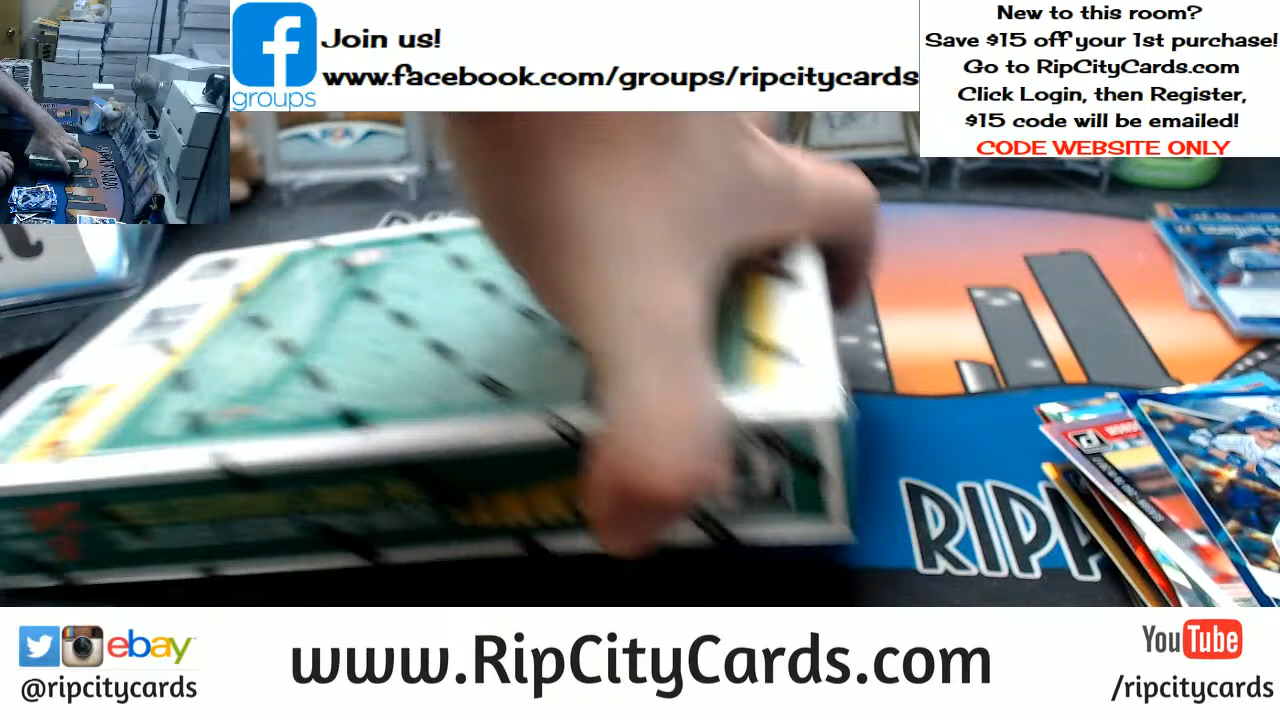 Join us!
www.facebook.com/groups/ripcitycards
groups
New to this room?
Save $15 off your 1st purchase!
Go to RipCityCards.com
Click Login, then Register,
$15 code will be emailed!
CODE WEBSITE ONLY
RIPP
ebay
@ripcitycards
www.RipCityCards.com
YouTube
/ripcitycards